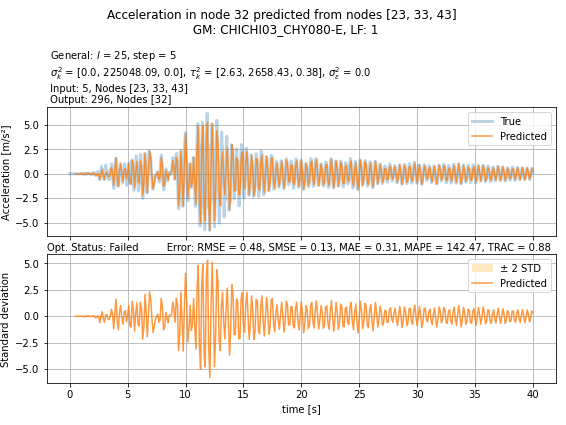 Acceleration in node 32 predicted from nodes [23, 33, 43]
GM: CHICHI03_CHY080-E, LF: 1
General: l = 25, step = 5
σ²ₖ = [0.0, 225048.09, 0.0], τ²ₖ = [2.63, 2658.43, 0.38], σ²ε = 0.0
Input: 5, Nodes [23, 33, 43]
Output: 296, Nodes [32]
Acceleration [m/s²]
5.0
2.5
0.0
−2.5
−5.0
True
Predicted
Opt. Status: Failed Error: RMSE = 0.48, SMSE = 0.13, MAE = 0.31, MAPE = 142.47, TRAC = 0.88
Standard deviation
5.0
2.5
0.0
−2.5
−5.0
± 2 STD
Predicted
0 5 10 15 20 25 30 35 40
time [s]